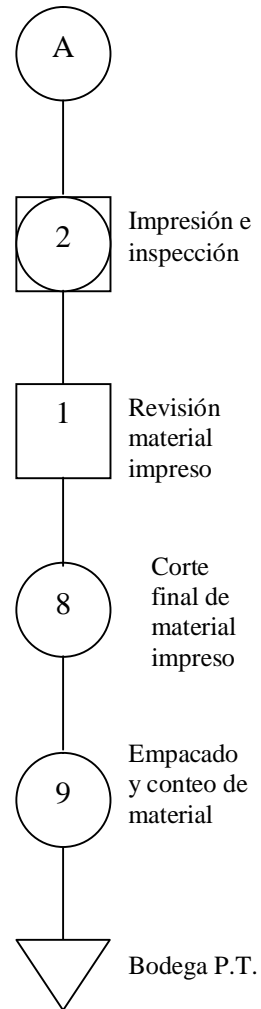 A
2
Impresión e
inspección
1
Revisión
material
impreso
8
Corte
final de
material
impreso
9
Empacado
y conteo de
material
Bodega P.T.